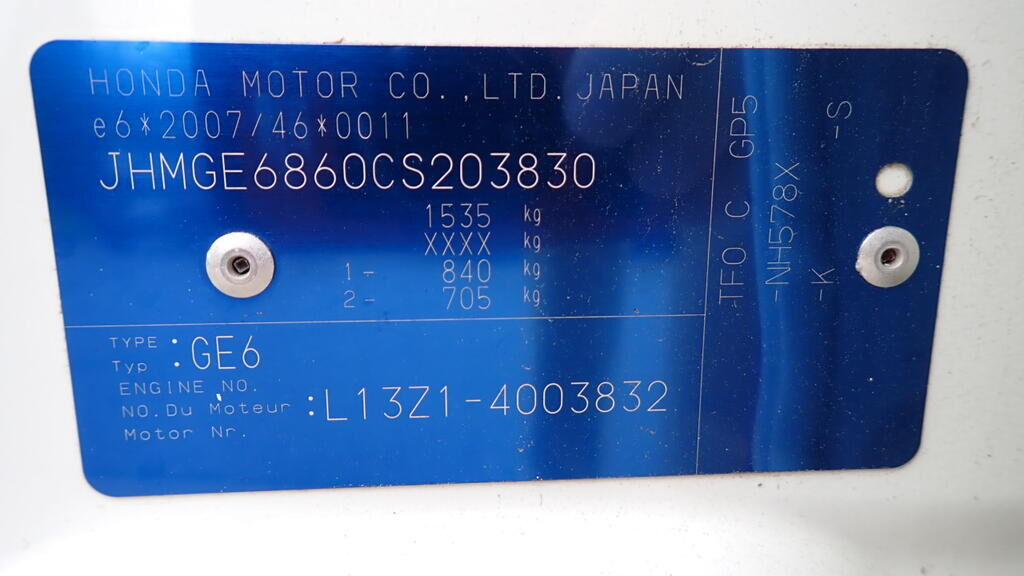 HONDA MOTOR CO.,LTD.JAPAN
e6*2007/46*0011
JHMGE6860CS203830
1535 kg
XXXX kg
1- 840 kg
2- 705 kg
TYPE
Typ :GE6
ENGINE NO.
NO.Du Moteur :L13Z1-4003832
Motor Nr.
TFO C GP5
-NH578X
-K -S